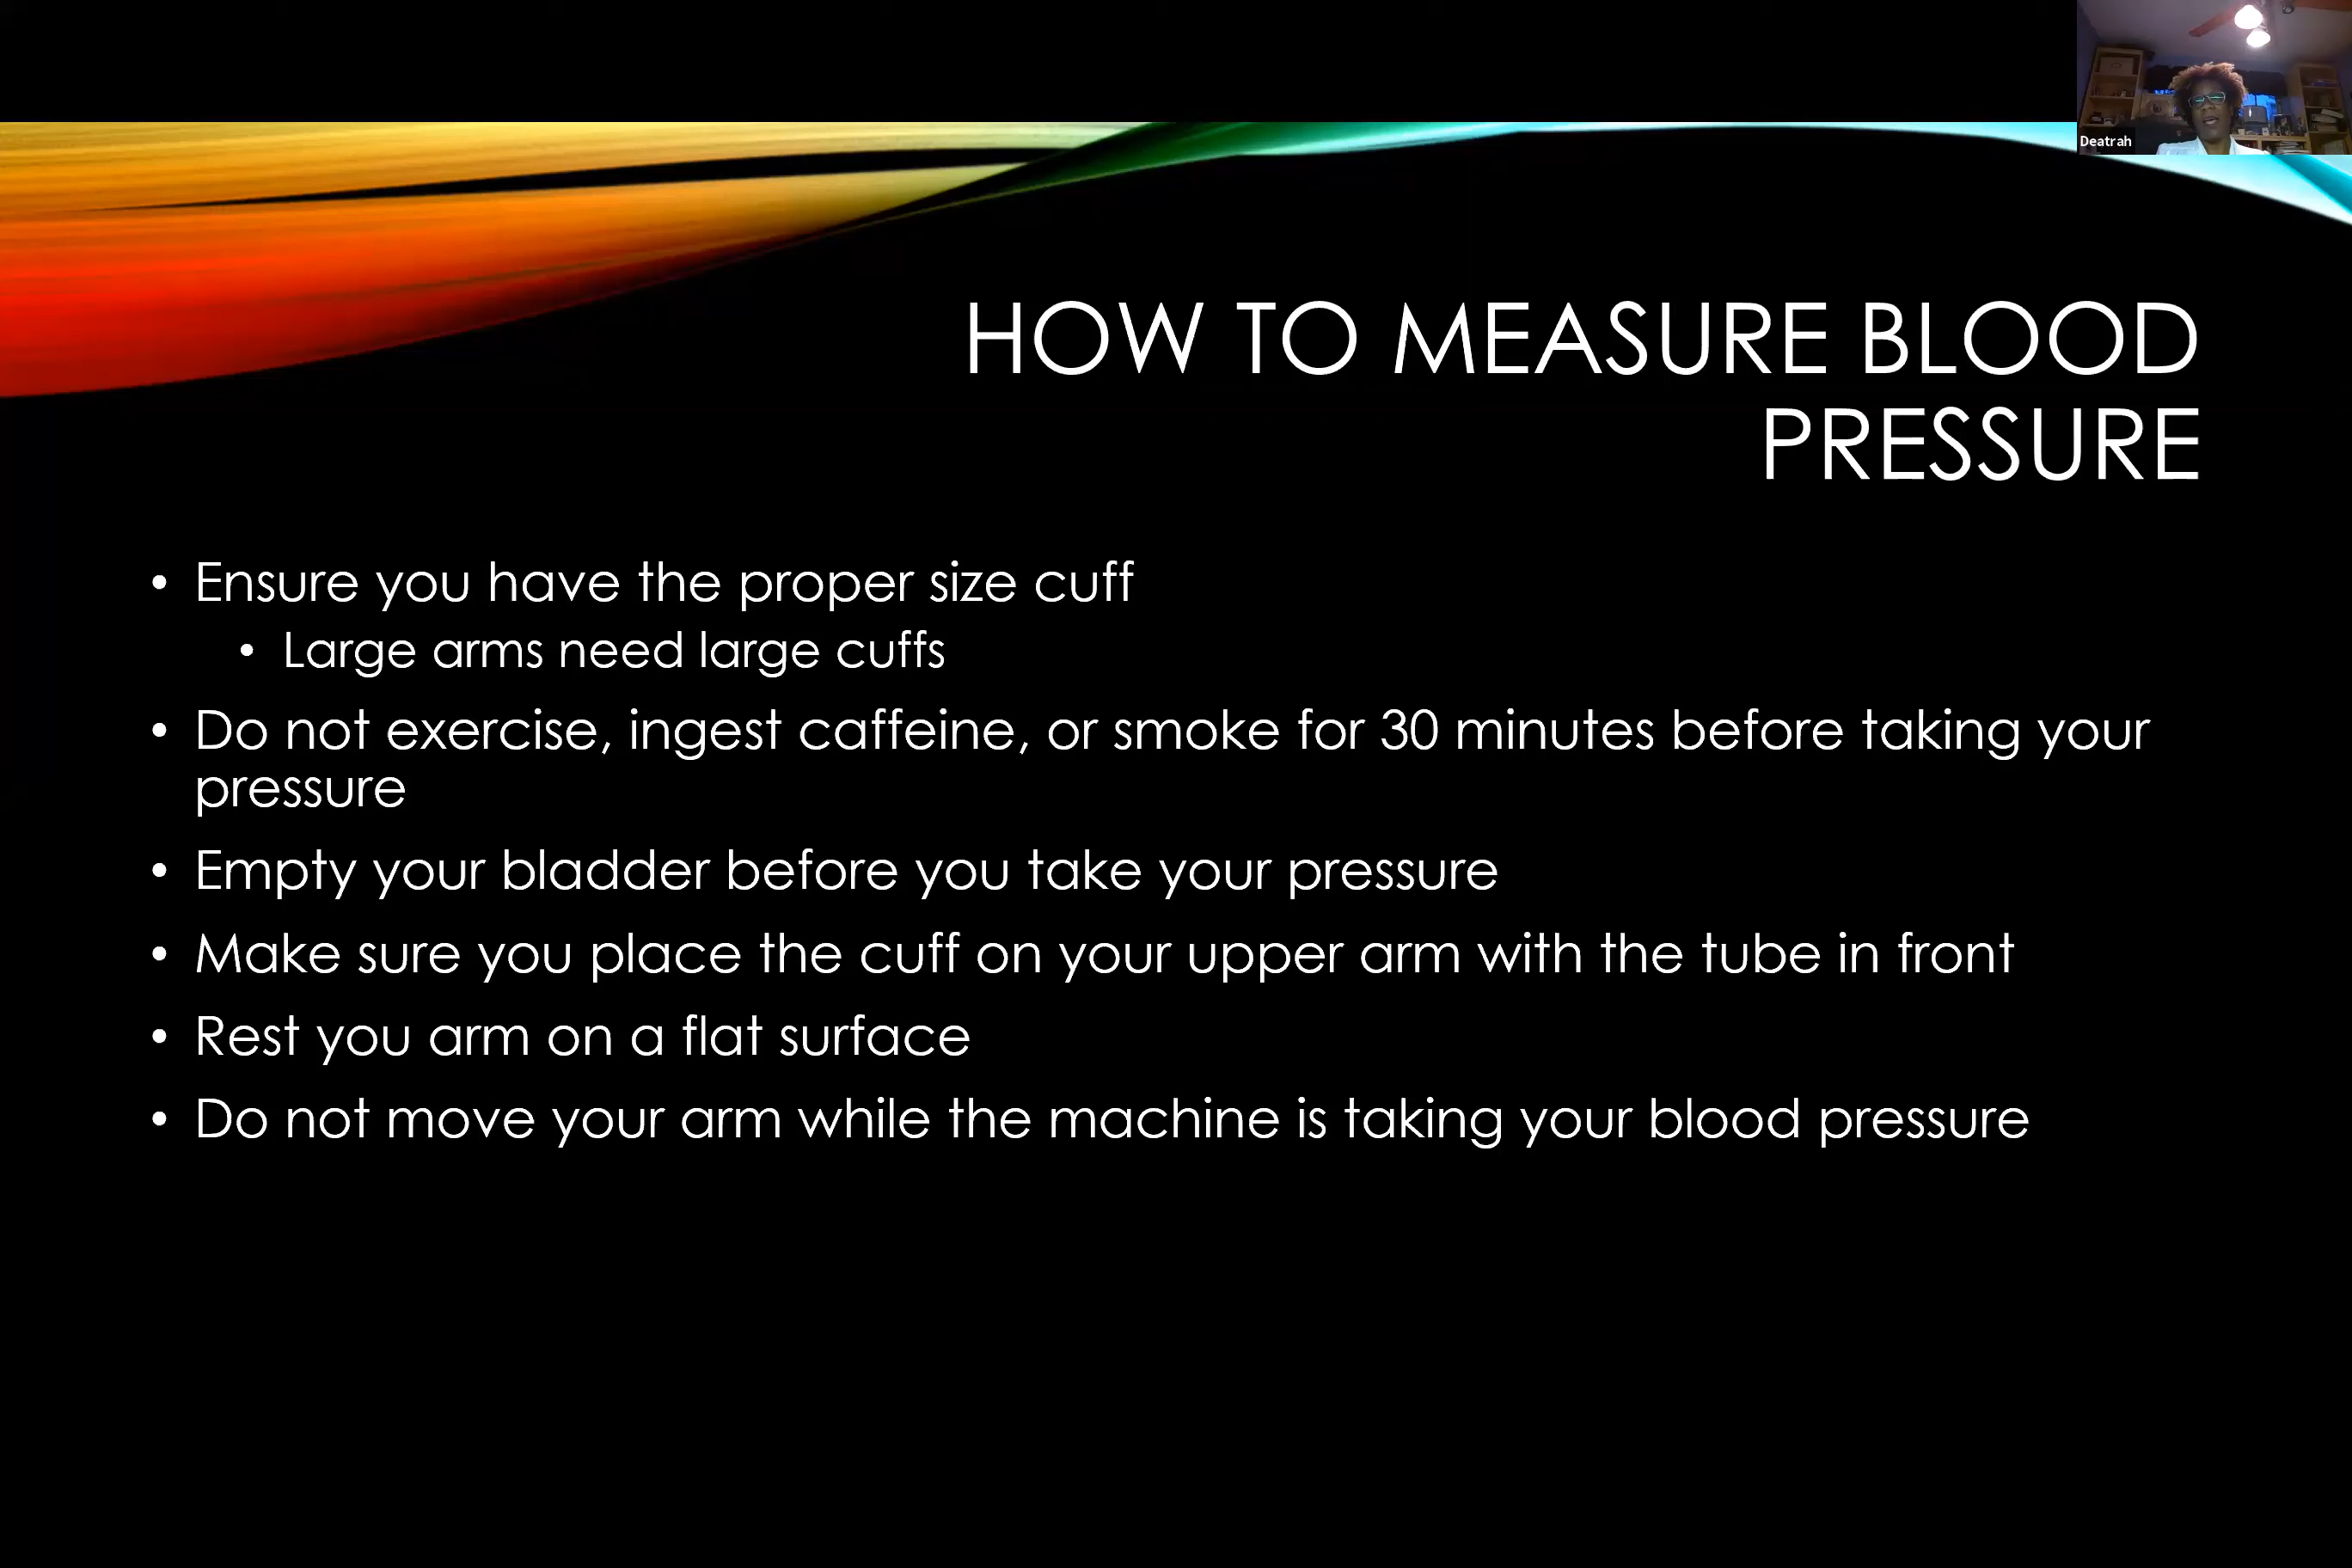 Deatrah
HOW TO MEASURE BLOOD
PRESSURE
• Ensure you have the proper size cuff
• Large arms need large cuffs
• Do not exercise, ingest caffeine, or smoke for 30 minutes before taking your
pressure
• Empty your bladder before you take your pressure
• Make sure you place the cuff on your upper arm with the tube in front
• Rest you arm on a flat surface
• Do not move your arm while the machine is taking your blood pressure